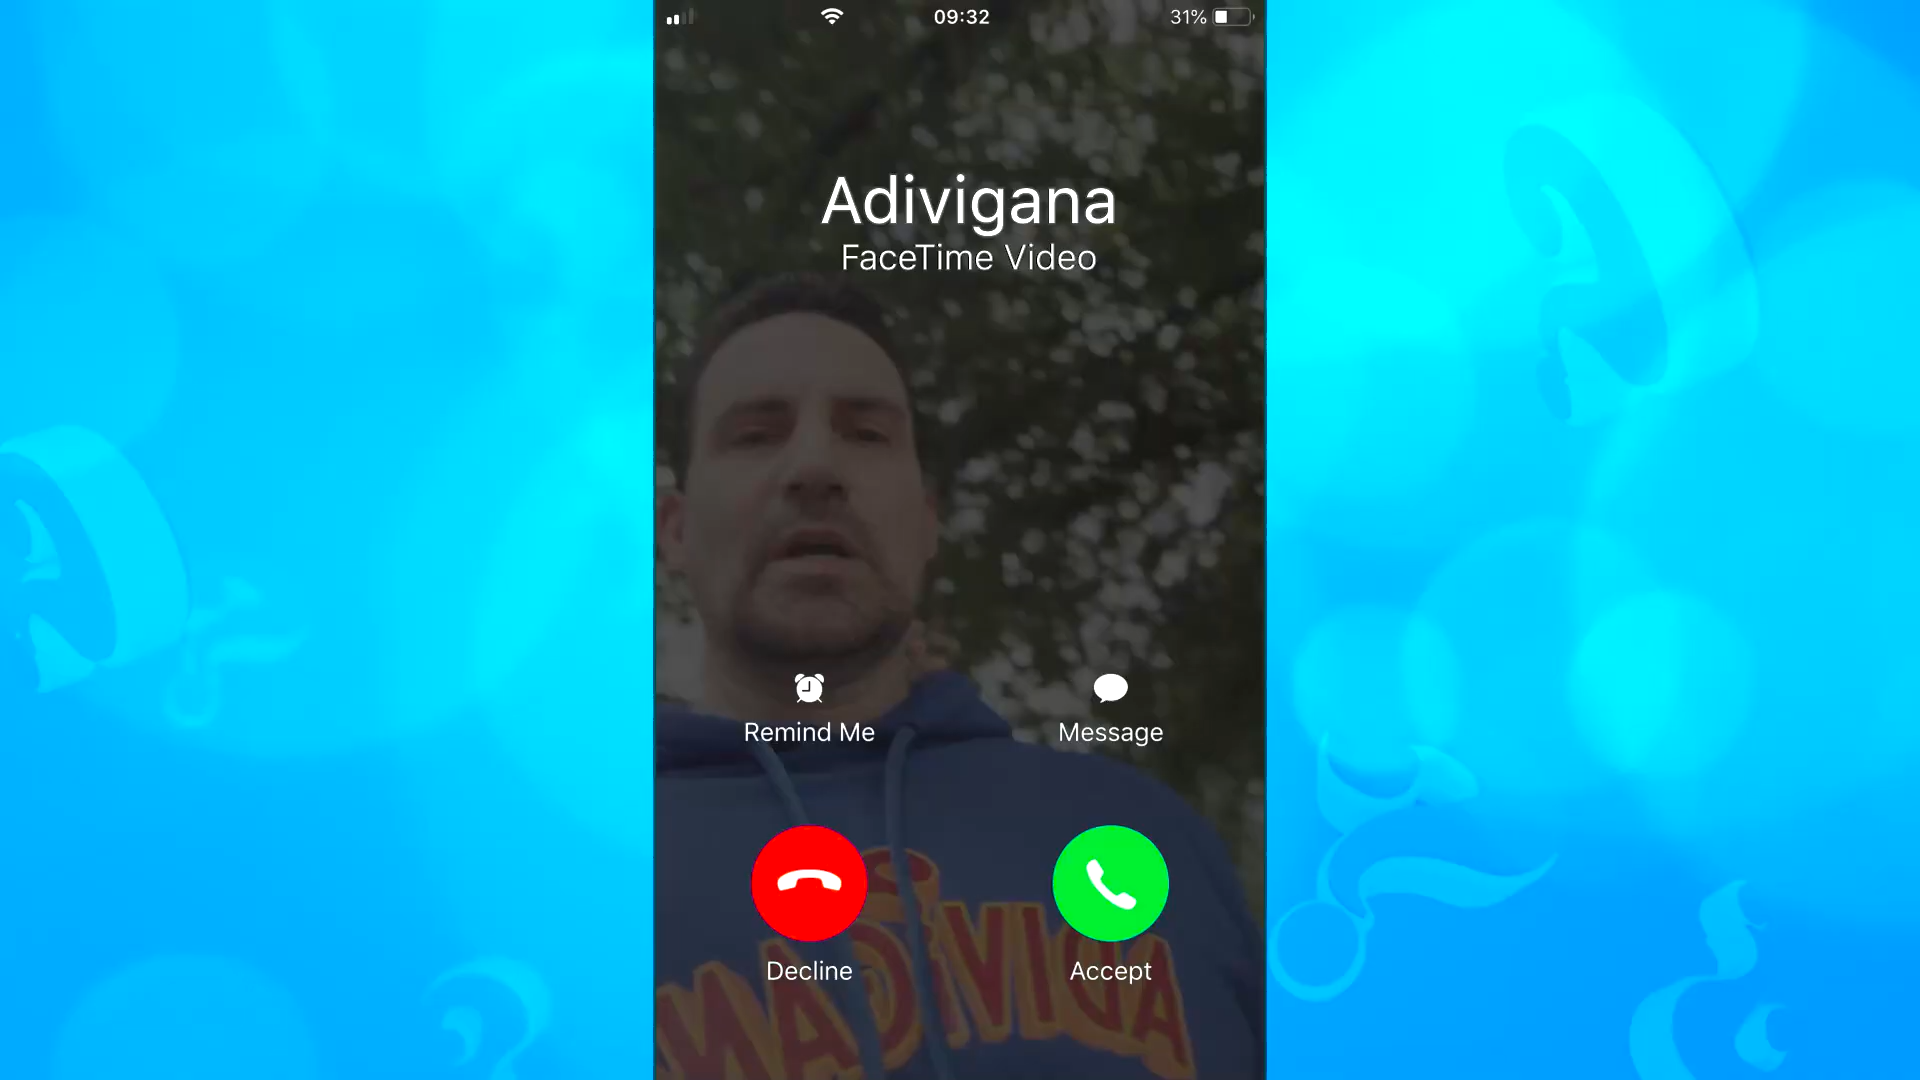 09:32
31%
Adivigana
FaceTime Video
Remind Me
Message
Decline
Accept